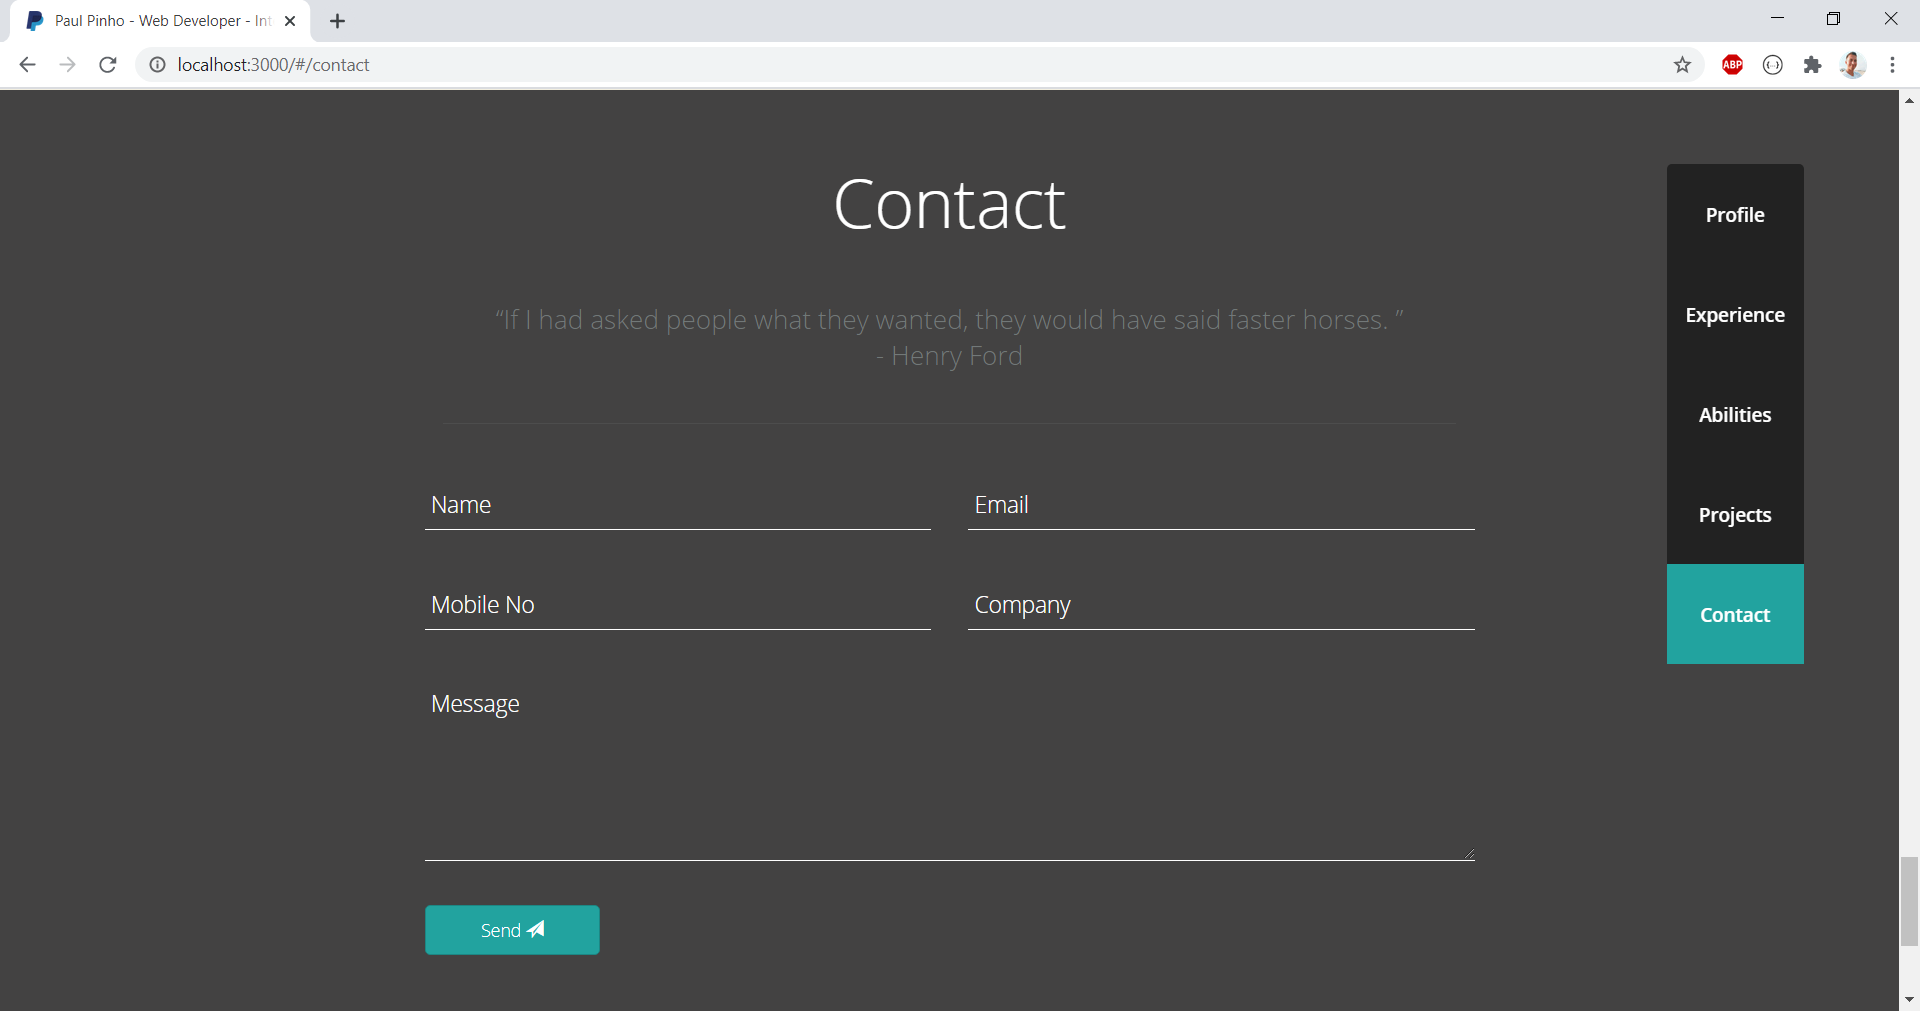 Paul Pinho - Web Developer - Int
localhost:3000/#/contact
ABP
Contact
“If I had asked people what they wanted, they would have said faster horses. ”
- Henry Ford
Name
Email
Mobile No
Company
Message
Send
Profile
Experience
Abilities
Projects
Contact